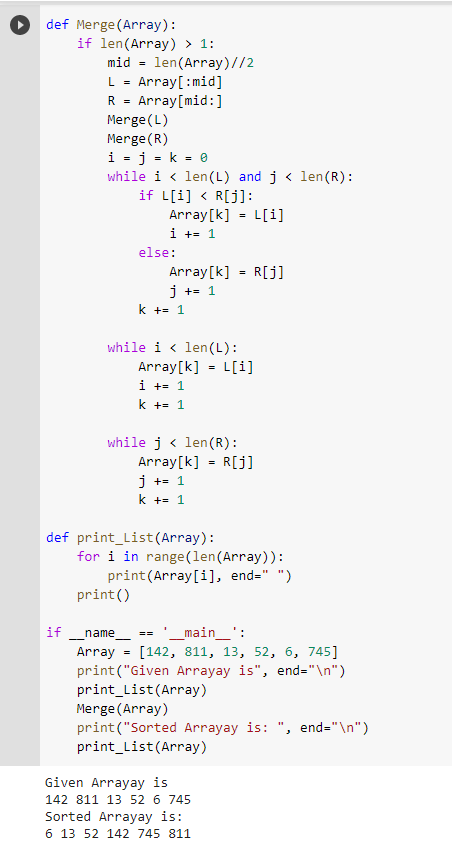 def Merge(Array):
    if len(Array) > 1:
        mid = len(Array)//2
        L = Array[:mid]
        R = Array[mid:]
        Merge(L)
        Merge(R)
        i = j = k = 0
        while i < len(L) and j < len(R):
            if L[i] < R[j]:
                Array[k] = L[i]
                i += 1
            else:
                Array[k] = R[j]
                j += 1
            k += 1

        while i < len(L):
            Array[k] = L[i]
            i += 1
            k += 1

        while j < len(R):
            Array[k] = R[j]
            j += 1
            k += 1

def print_List(Array):
    for i in range(len(Array)):
        print(Array[i], end=" ")
    print()

if __name__ == '__main__':
    Array = [142, 811, 13, 52, 6, 745]
    print("Given Arrayay is", end="\n")
    print_List(Array)
    Merge(Array)
    print("Sorted Arrayay is: ", end="\n")
    print_List(Array)

Given Arrayay is
142 811 13 52 6 745
Sorted Arrayay is:
6 13 52 142 745 811